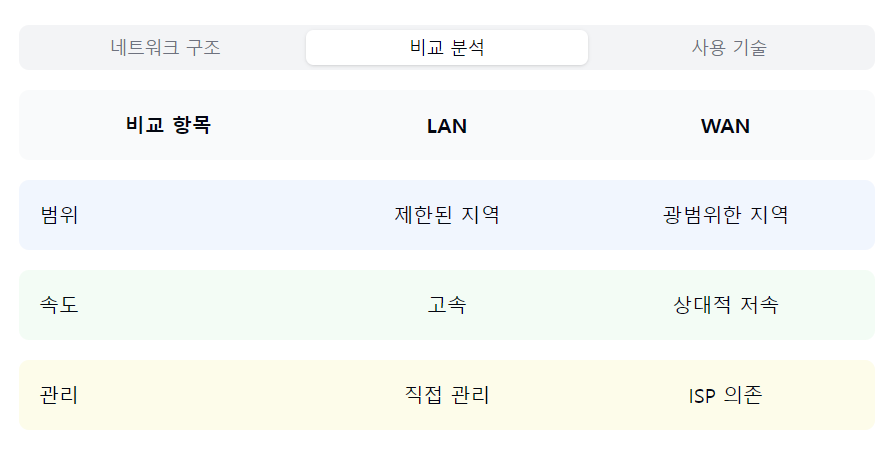 네트워크 구조 비교 분석 사용 기술
비교 항목 LAN WAN
범위 제한된 지역 광범위한 지역
속도 고속 상대적 저속
관리 직접 관리 ISP 의존